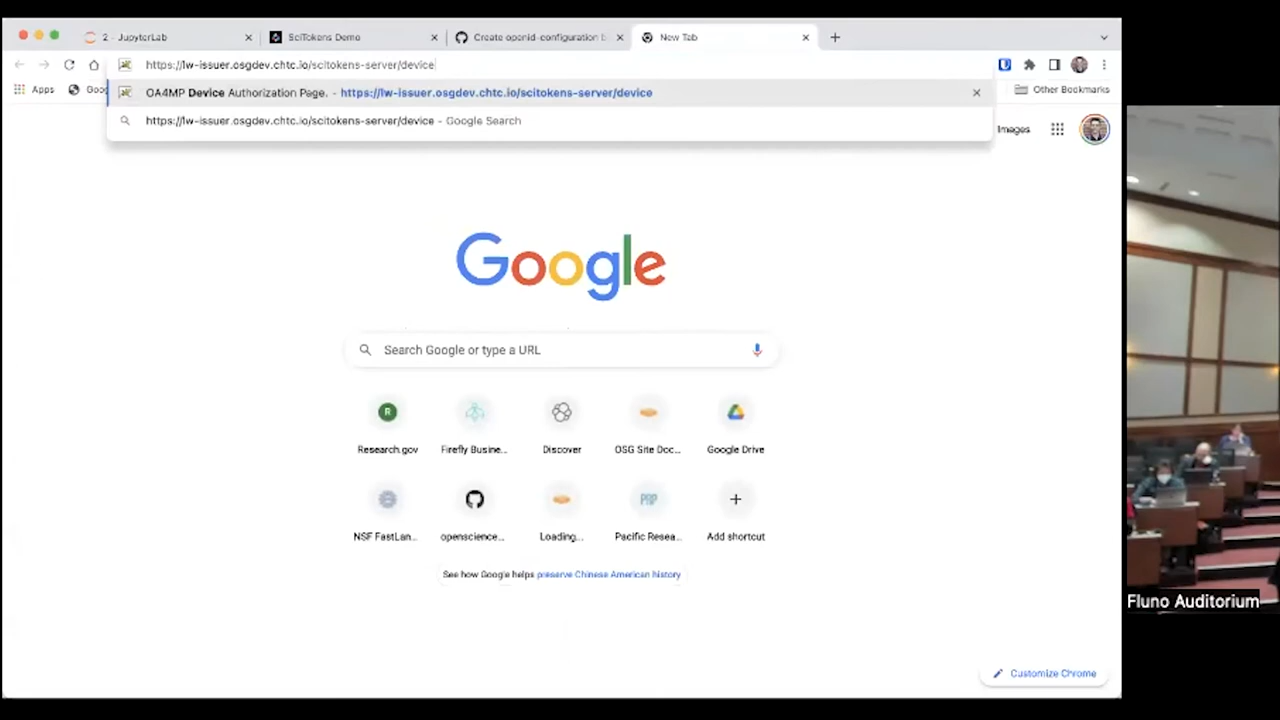 2 - JupyterLab
SciTokens Demo
Create openid-configuration b
New Tab
https://lw-issuer.osgdev.chtc.io/scitokens-server/device
Apps
Goo
OA4MP Device Authorization Page. - https://lw-issuer.osgdev.chtc.io/scitokens-server/device
Other Bookmarks
https://lw-issuer.osgdev.chtc.io/scitokens-server/device - Google Search
Images
Google
Search Google or type a URL
R
Research.gov
Firefly Busine...
Discover
OSG Site Doc...
Google Drive
PRP
NSF FastLan...
openscience...
Loading...
Pacific Resea...
Add shortcut
See how Google helps preserve Chinese American history
Fluno Auditorium
Customize Chrome